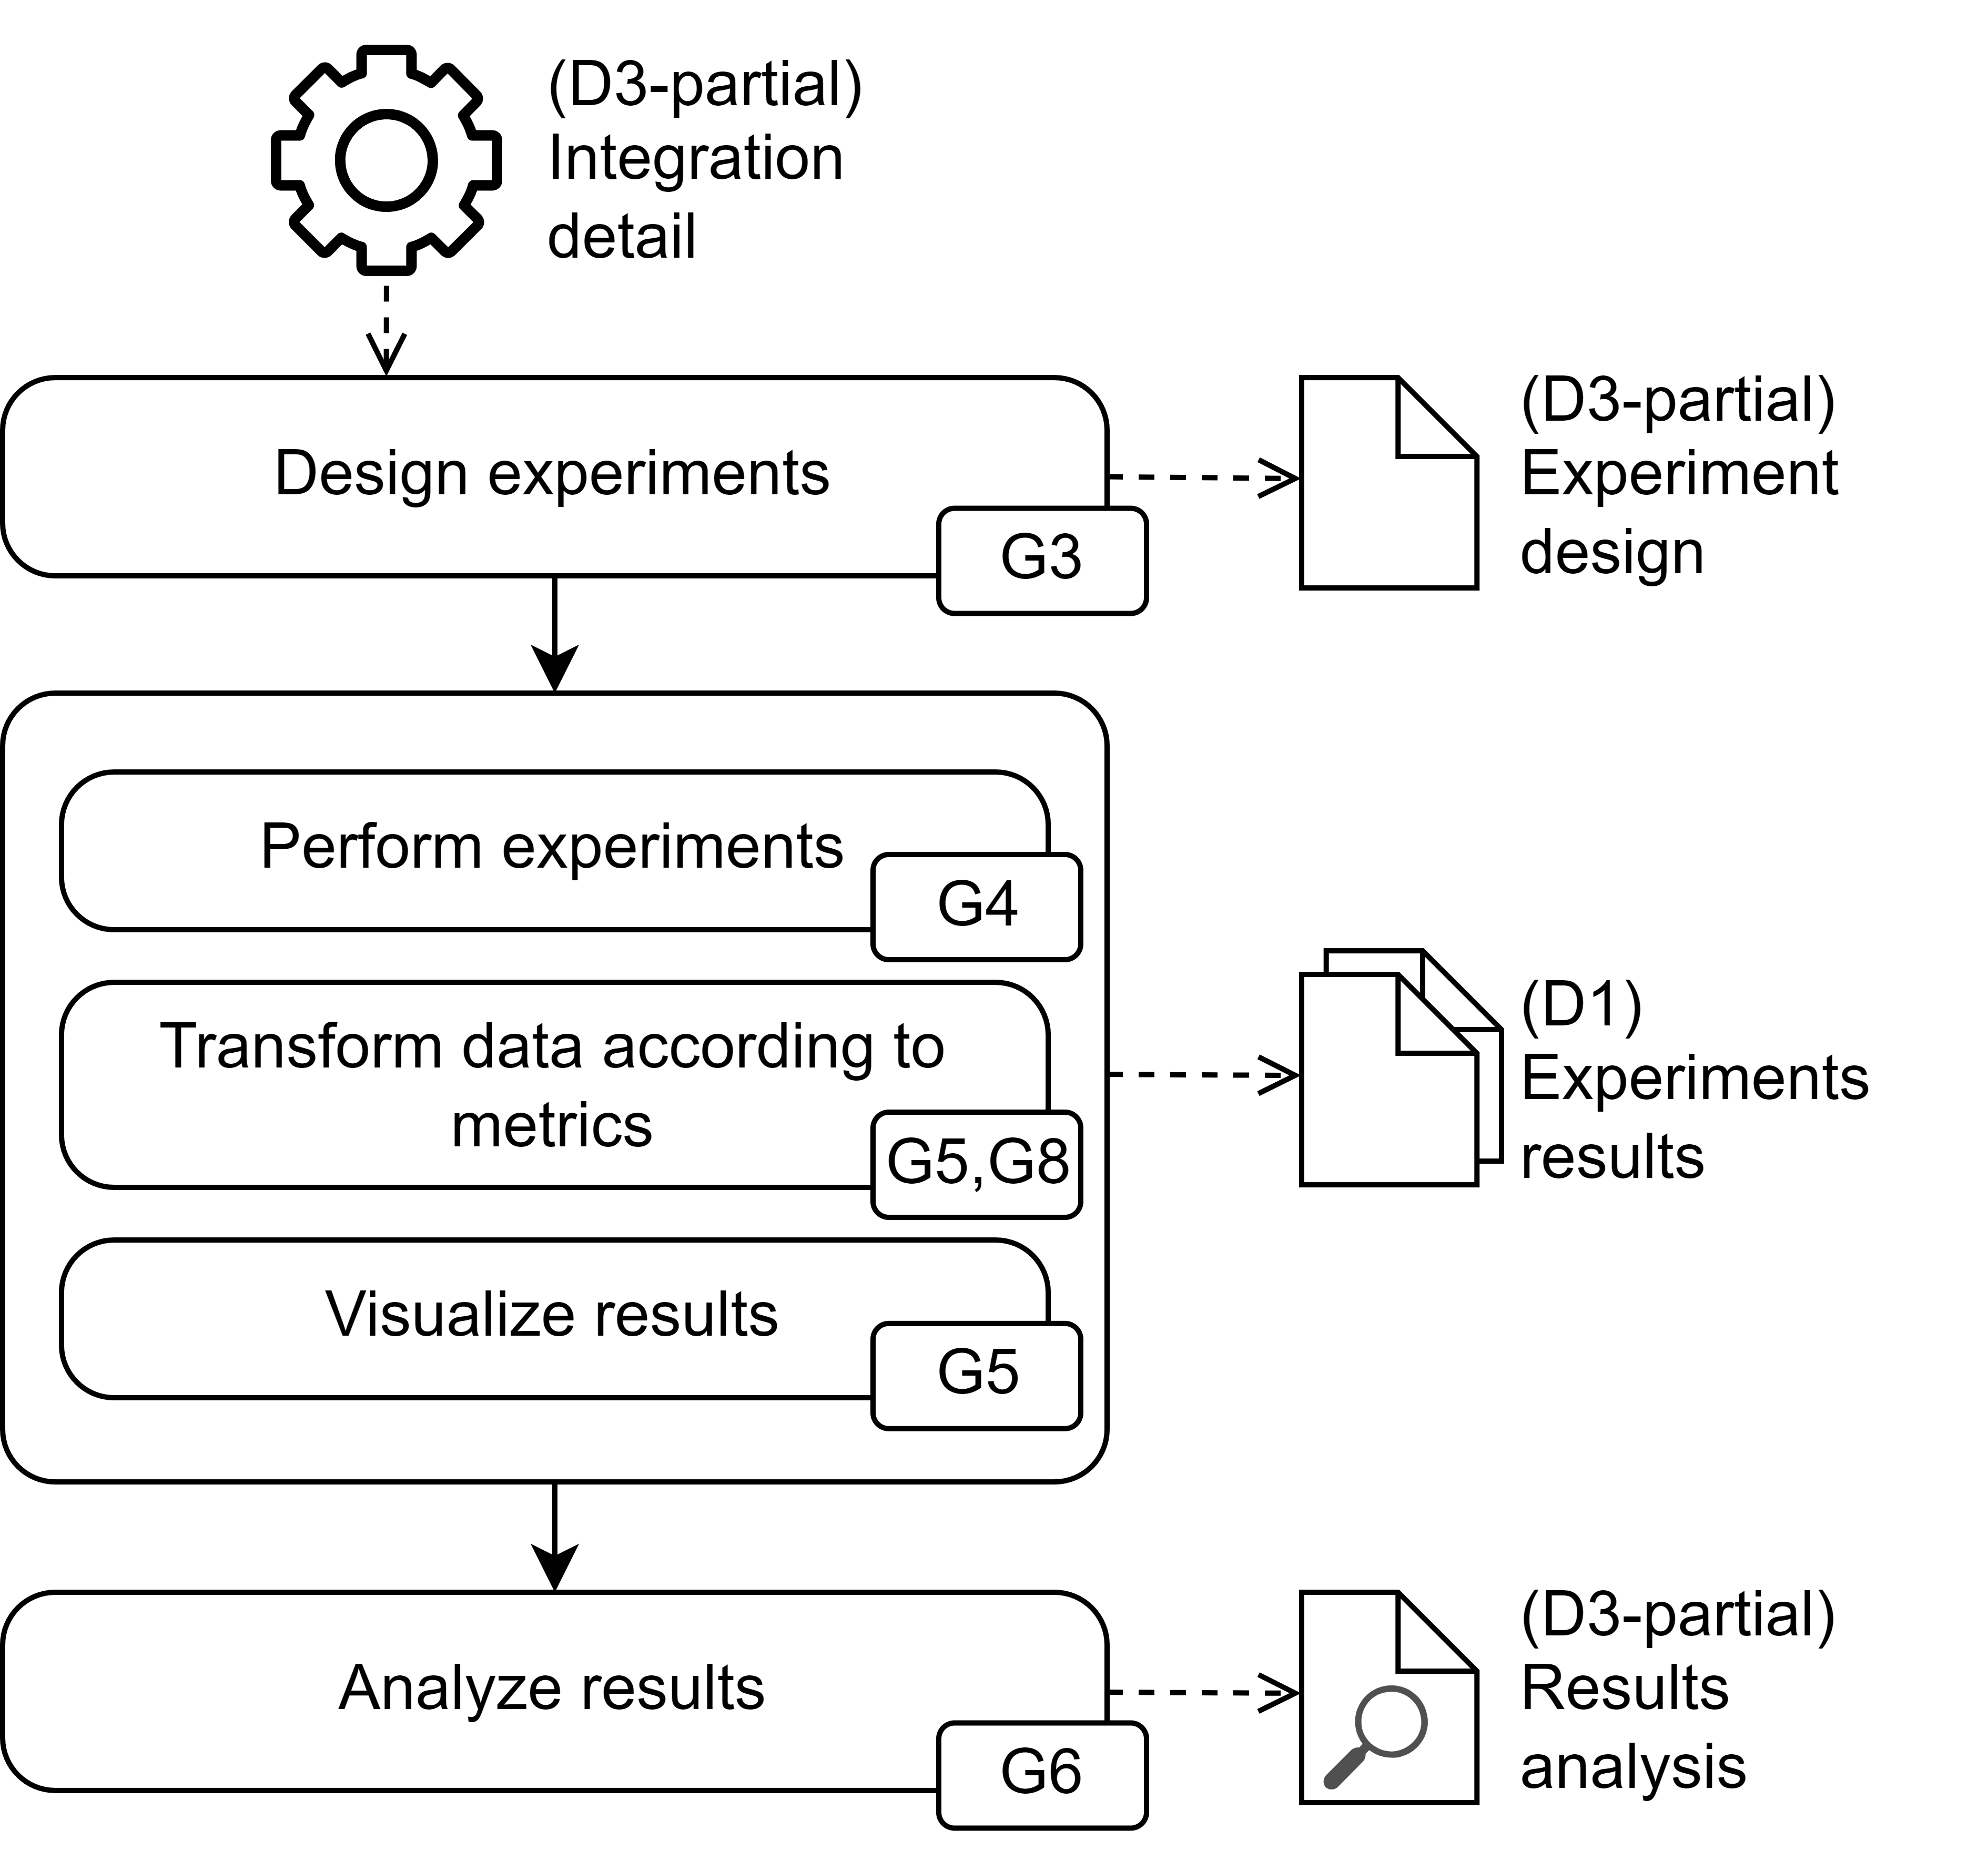 (D3-partial)
Integration
detail
Design experiments
G3
(D3-partial)
Experiment
design
Perform experiments
G4
Transform data according to
metrics
G5,G8
Visualize results
G5
(D1)
Experiments
results
Analyze results
G6
(D3-partial)
Results
analysis